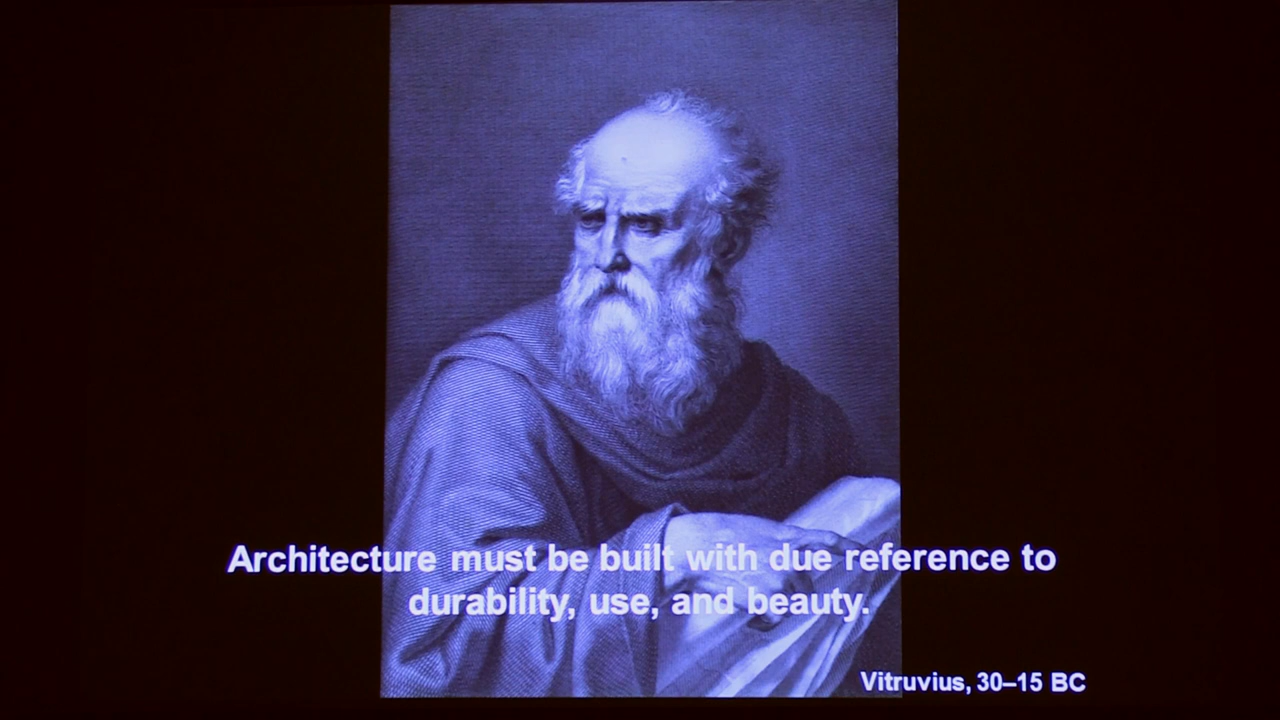 Architecture must be built with due reference to
durability, use, and beauty.
Vitruvius, 30–15 BC